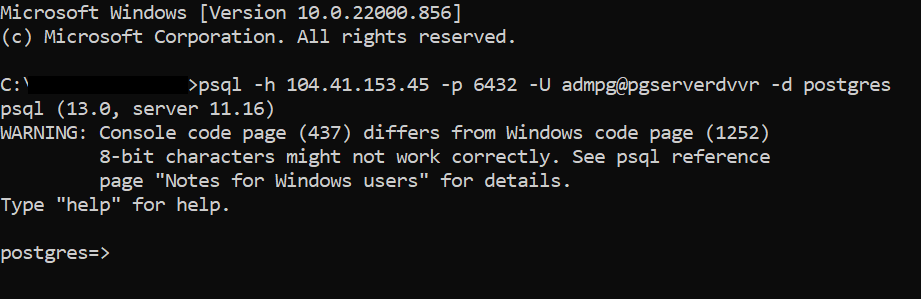 Microsoft Windows [Version 10.0.22000.856]
(c) Microsoft Corporation. All rights reserved.
C:\ >psql -h 104.41.153.45 -p 6432 -U admpg@pgserverdvvr -d postgres
psql (13.0, server 11.16)
WARNING: Console code page (437) differs from Windows code page (1252)
8-bit characters might not work correctly. See psql reference
page "Notes for Windows users" for details.
Type "help" for help.
postgres=>